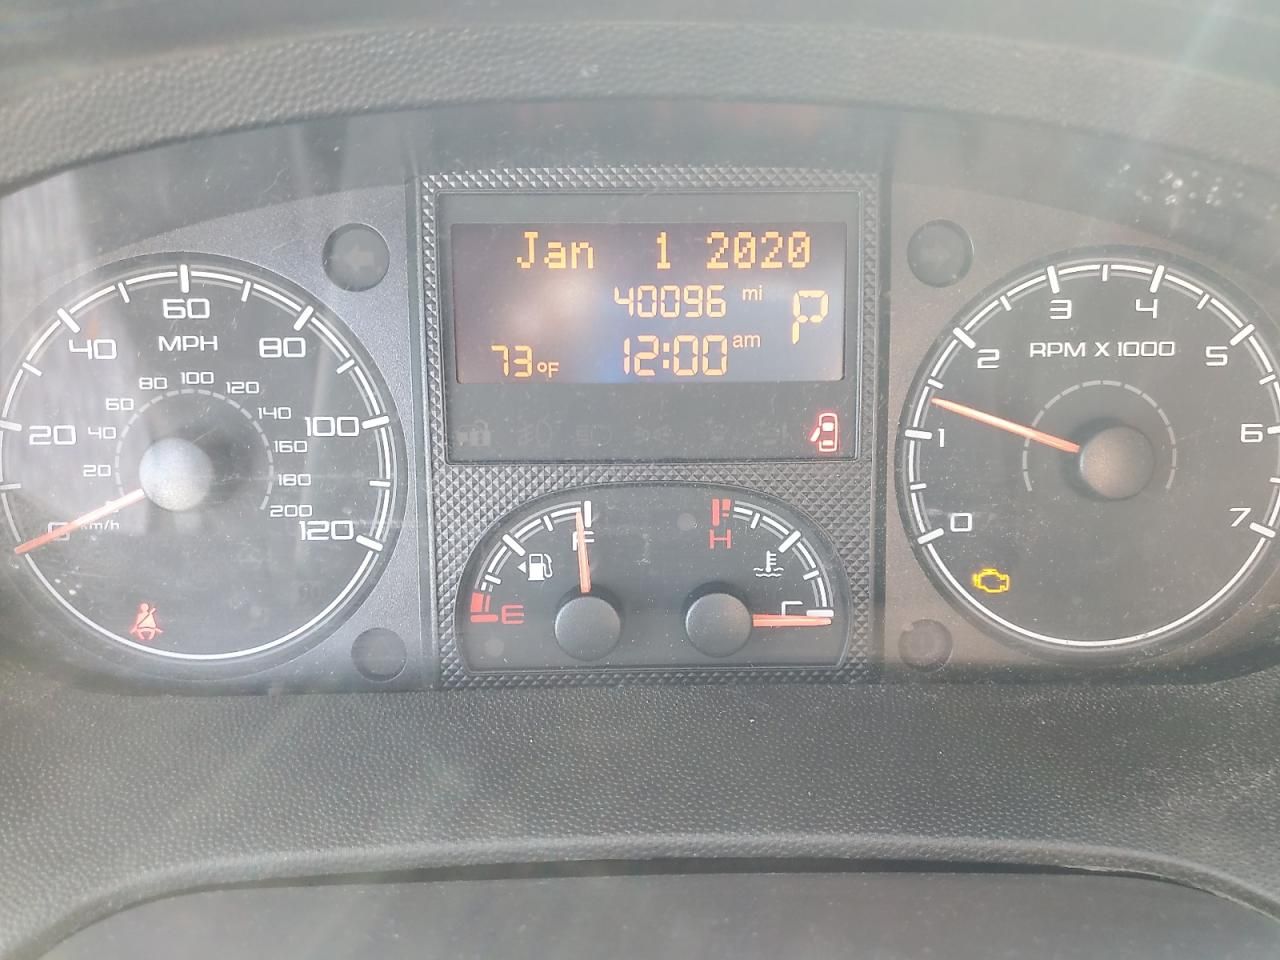 Jan 1 2020
40096 mi
P
73°F 12:00 am
0 20 40 60 80 100 120
MPH
20 40 60 80 100 120 140 160 180 200
km/h
E F
H C
0 1 2 3 4 5 6 7
RPM X 1000